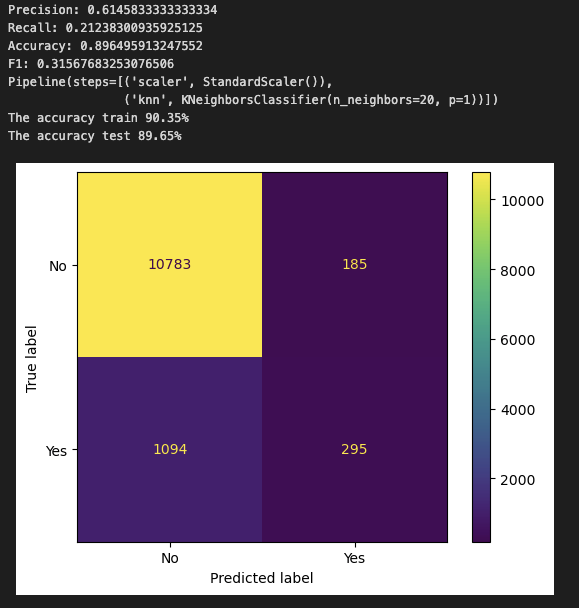 Precision: 0.6145833333333334
Recall: 0.21238300935925125
Accuracy: 0.896495913247552
F1: 0.31567683253076506
Pipeline(steps=[('scaler', StandardScaler()),
('knn', KNeighborsClassifier(n_neighbors=20, p=1))])
The accuracy train 90.35%
The accuracy test 89.65%
10000
8000
6000
4000
2000
True label
No
10783
185
Yes
1094
295
No
Yes
Predicted label